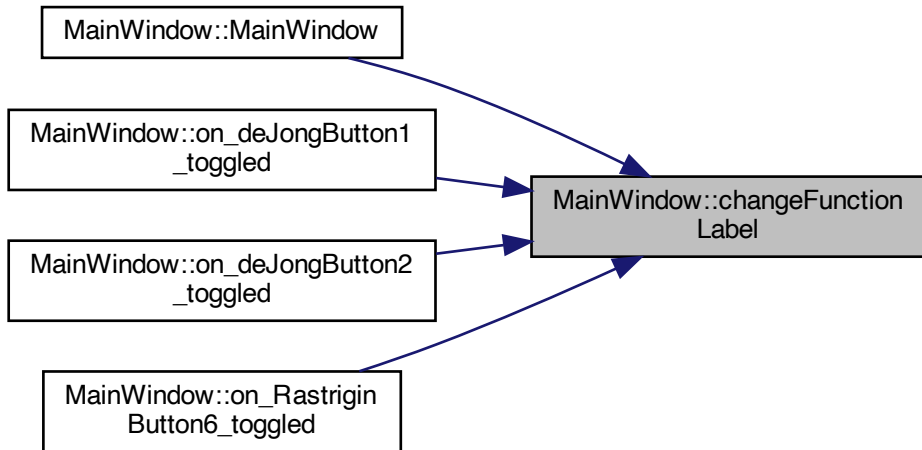 MainWindow::MainWindow
MainWindow::on_deJongButton1
_toggled
MainWindow::changeFunction
Label
MainWindow::on_deJongButton2
_toggled
MainWindow::on_Rastrigin
Button6_toggled